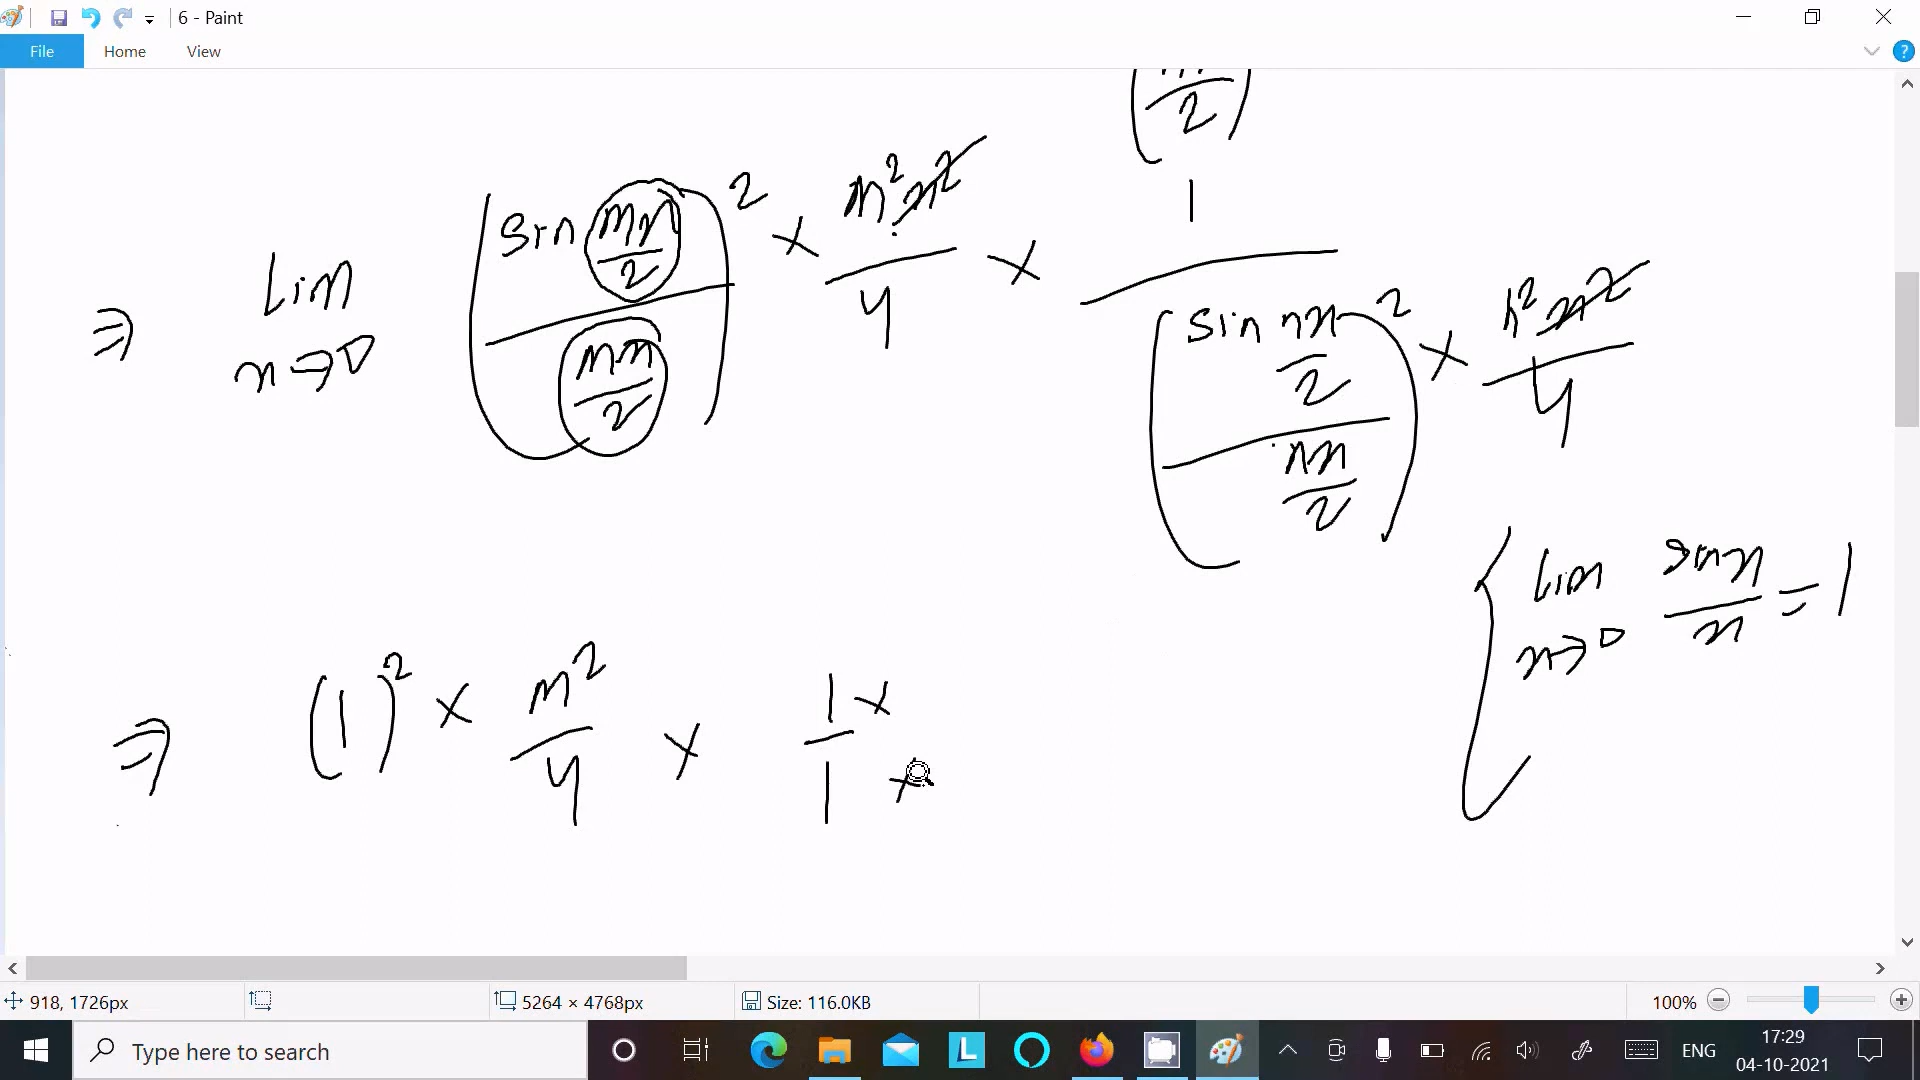 6 - Paint
File Home View
2
⇒ lim x→0 (sin mx/2 / mx/2)² × m²x²/4 × 1 / (sin nx/2 / nx/2)² × n²x²/4
{ lim x→0 sinx/x = 1
⇒ (1)² × m²/4 × 1×/1×
918, 1726px 5264 × 4768px Size: 116.0KB 100%
Type here to search ENG 17:29
04-10-2021